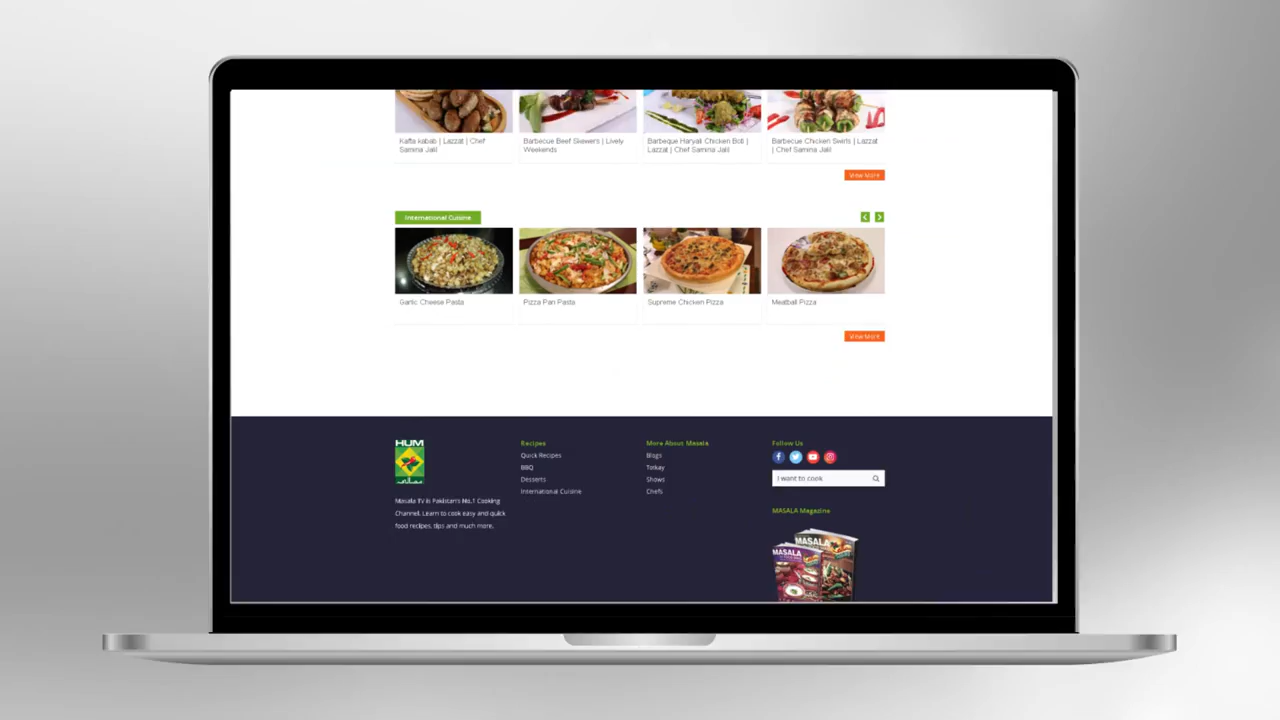 Kafta Kabab | Lazzat | Chef
Samina Jalil
Barbecue Beef Skewers | Lively
Weekends
Barbeque Haryali Chicken Boti |
Lazzat | Chef Samina Jalil
Barbecue Chicken Swirls | Lazzat
| Chef Samina Jalil
View More
International Cuisine
Garlic Cheese Pasta
Pizza Pan Pasta
Supreme Chicken Pizza
Meatball Pizza
View More
HUM
مصالحہ
Masala TV is Pakistan's No.1 Cooking
Channel. Learn to cook easy and quick
food recipes, tips and much more.
Recipes
Quick Recipes
BBQ
Desserts
International Cuisine
More About Masala
Blogs
Totkay
Shows
Chefs
Follow Us
I want to cook
MASALA Magazine
MASALA
MASALA